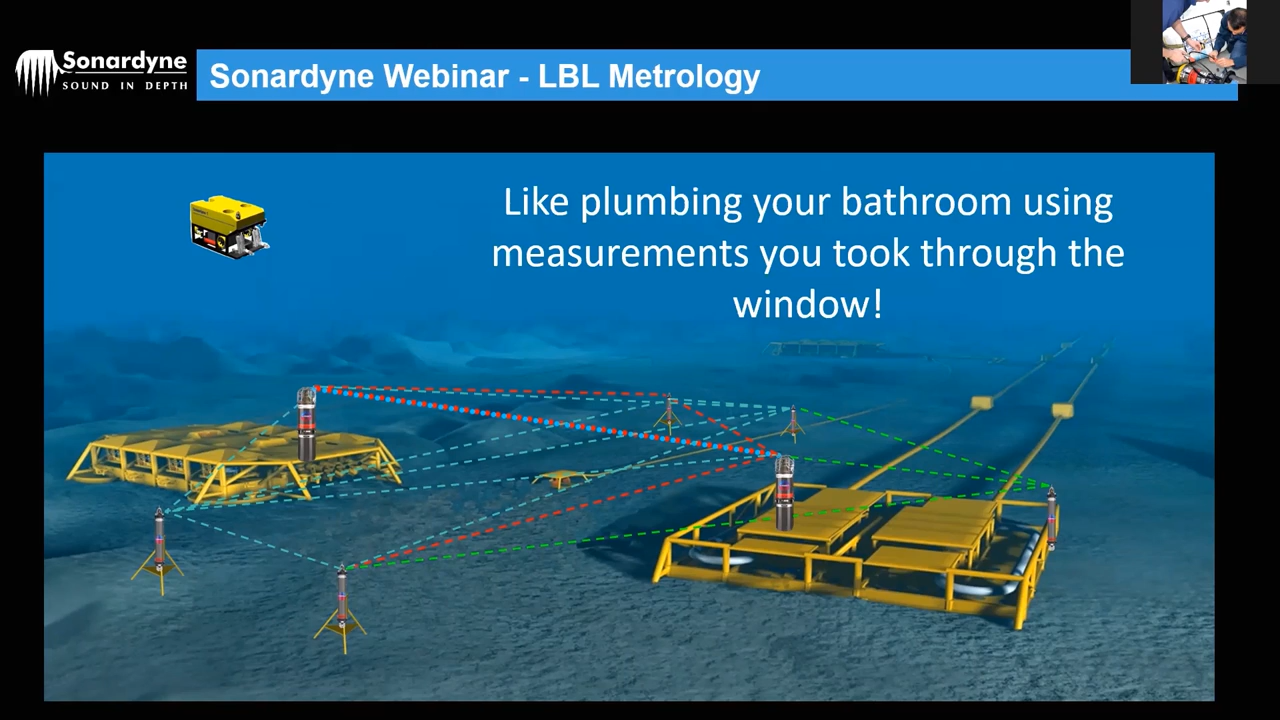 Sonardyne
SOUND IN DEPTH
Sonardyne Webinar - LBL Metrology
Like plumbing your bathroom using
measurements you took through the
window!